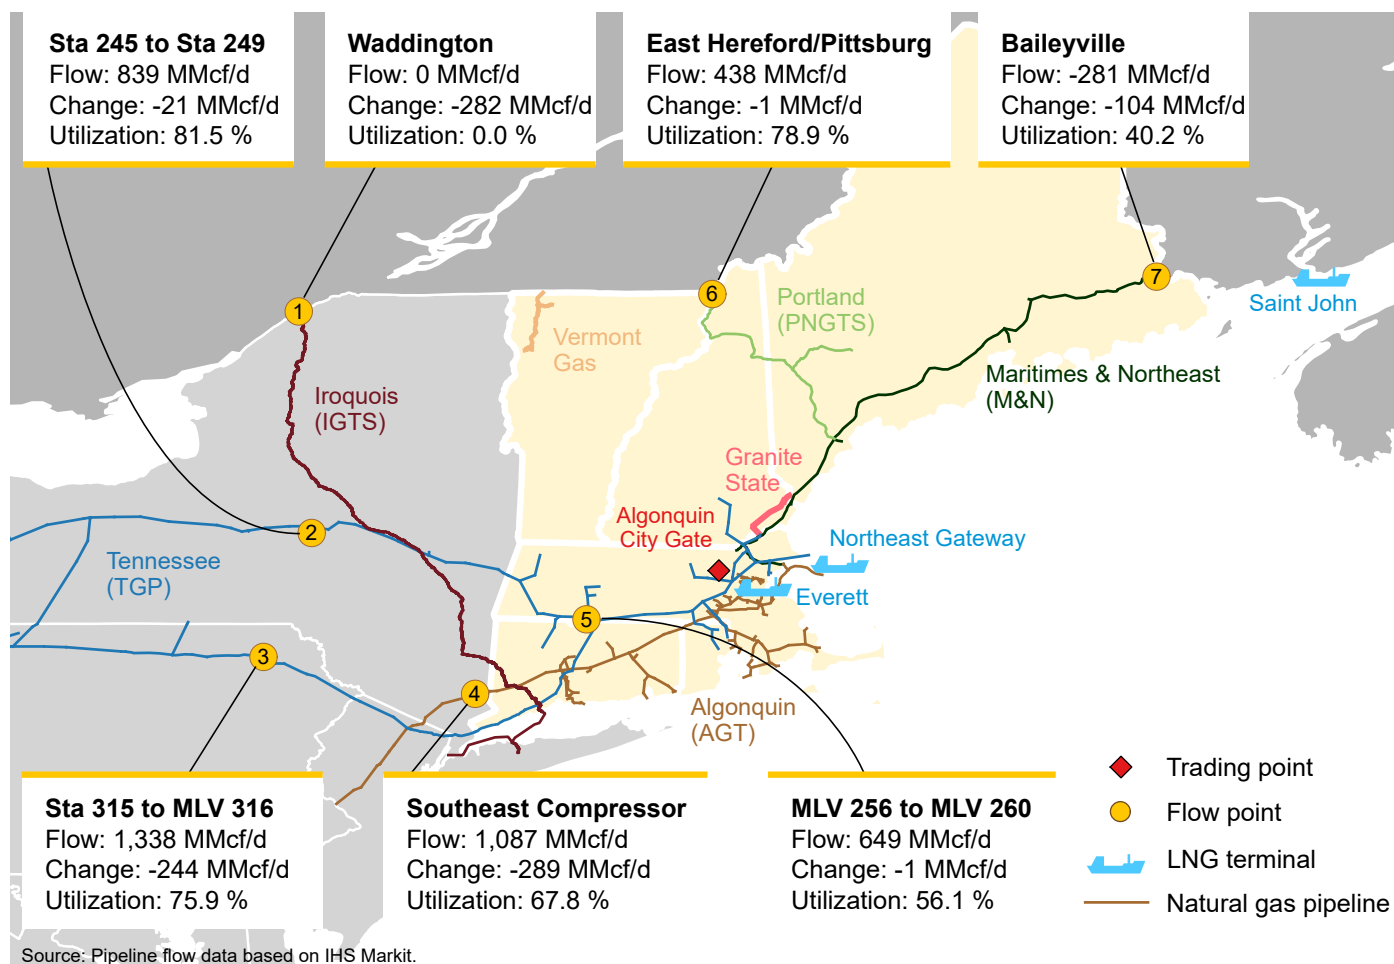 Sta 245 to Sta 249
Flow: 839 MMcf/d
Change: -21 MMcf/d
Utilization: 81.5 %
Waddington
Flow: 0 MMcf/d
Change: -282 MMcf/d
Utilization: 0.0 %
East Hereford/Pittsburg
Flow: 438 MMcf/d
Change: -1 MMcf/d
Utilization: 78.9 %
Baileyville
Flow: -281 MMcf/d
Change: -104 MMcf/d
Utilization: 40.2 %
7
6
1
Saint John
Portland
(PNGTS)
Vermont
Gas
Maritimes & Northeast
(M&N)
Iroquois
(IGTS)
Granite
State
Algonquin
City Gate
2
Northeast Gateway
Tennessee
(TGP)
Everett
5
3
4
Algonquin
(AGT)
Sta 315 to MLV 316
Flow: 1,338 MMcf/d
Change: -244 MMcf/d
Utilization: 75.9 %
Southeast Compressor
Flow: 1,087 MMcf/d
Change: -289 MMcf/d
Utilization: 67.8 %
MLV 256 to MLV 260
Flow: 649 MMcf/d
Change: -1 MMcf/d
Utilization: 56.1 %
Trading point
Flow point
LNG terminal
Natural gas pipeline
Source: Pipeline flow data based on IHS Markit.